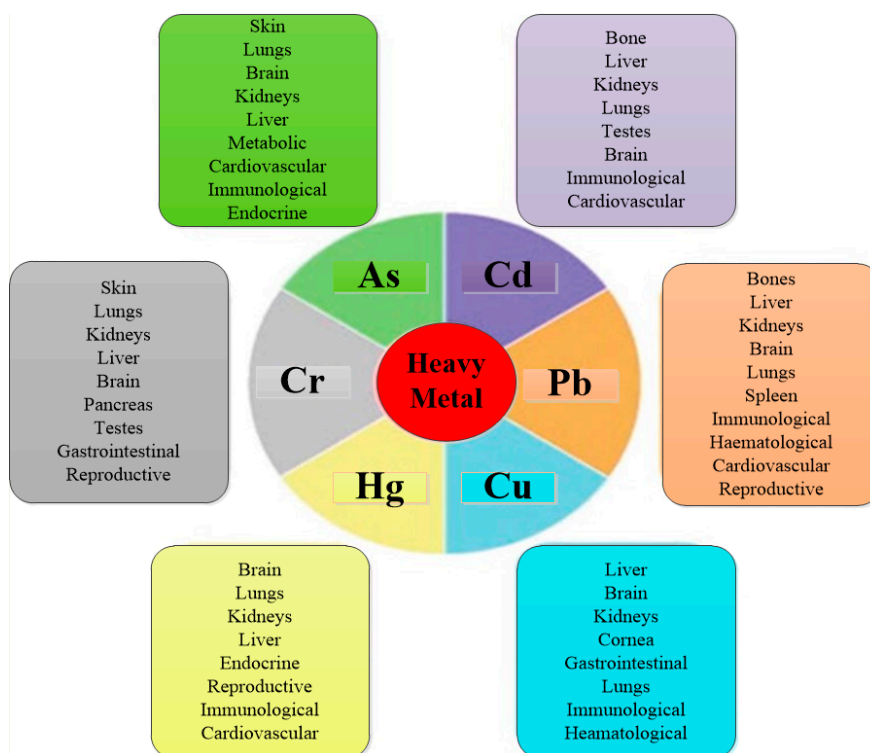 Skin
Lungs
Brain
Kidneys
Liver
Metabolic
Cardiovascular
Immunological
Endocrine
Bone
Liver
Kidneys
Lungs
Testes
Brain
Immunological
Cardiovascular
As
Cd
Skin
Lungs
Kidneys
Liver
Brain
Pancreas
Testes
Gastrointestinal
Reproductive
Cr
Heavy
Metal
Pb
Bones
Liver
Kidneys
Brain
Lungs
Spleen
Immunological
Haematological
Cardiovascular
Reproductive
Hg
Cu
Brain
Lungs
Kidneys
Liver
Endocrine
Reproductive
Immunological
Cardiovascular
Liver
Brain
Kidneys
Cornea
Gastrointestinal
Lungs
Immunological
Heamatological